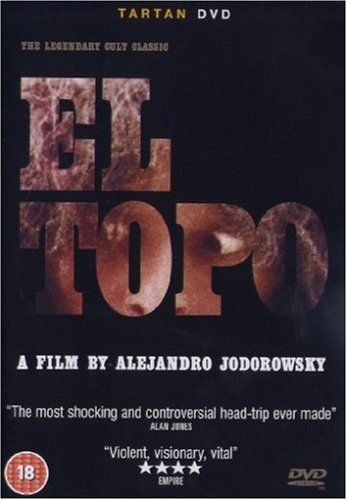 TARTAN DVD
THE LEGENDARY CULT CLASSIC
EL
TOPO
A FILM BY ALEJANDRO JODOROWSKY
"The most shocking and controversial head-trip ever made"
ALAN JONES
"Violent, visionary, vital"
★★★★
EMPIRE
18
DVD
VIDEO